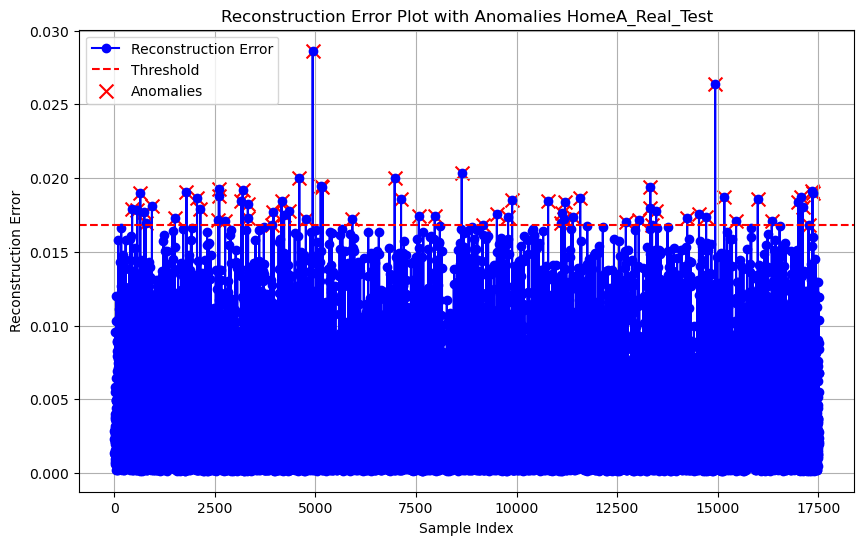 Reconstruction Error Plot with Anomalies HomeA_Real_Test
Reconstruction Error
Threshold
Anomalies
Reconstruction Error
0.030
0.025
0.020
0.015
0.010
0.005
0.000
0 2500 5000 7500 10000 12500 15000 17500
Sample Index